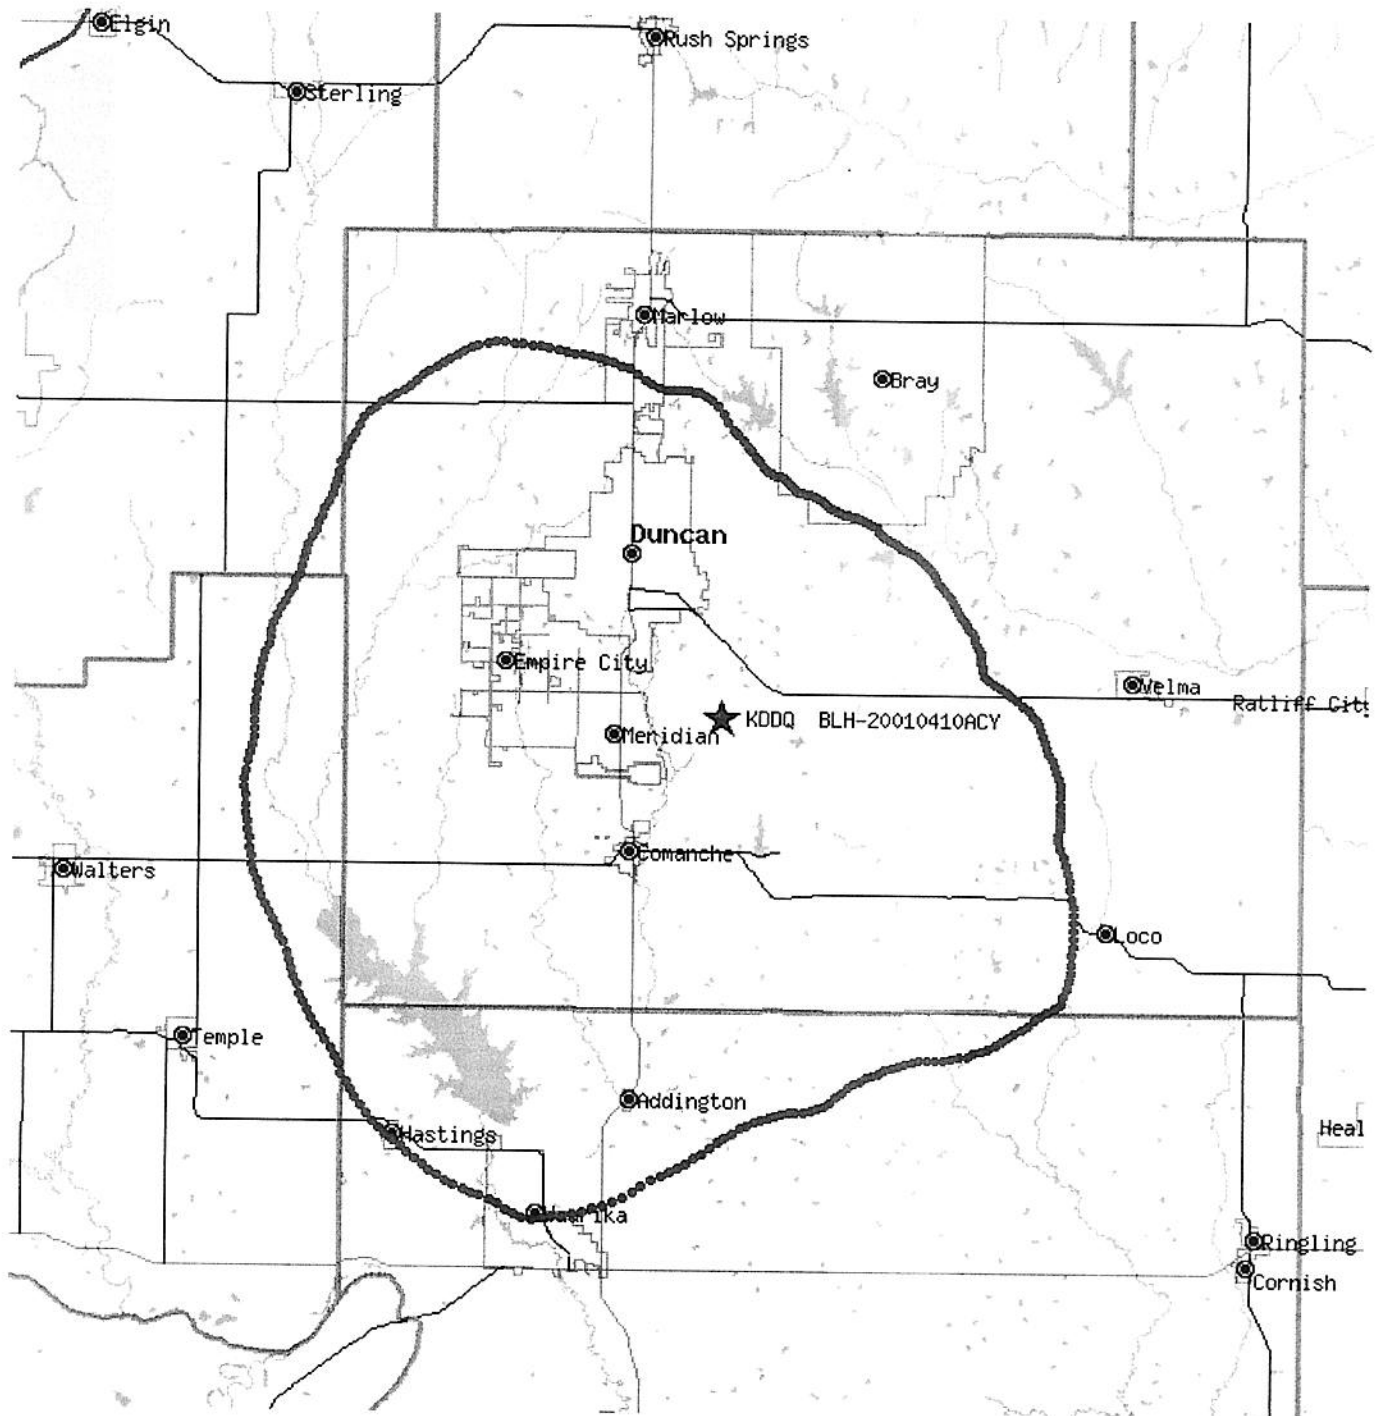 Elgin
Rush Springs
Sterling
Marlow
Bray
Duncan
Empire City
Velma
Ratliff City
KDDQ BLH-20010410ACY
Meridian
Comanche
Walters
Loco
Temple
Addington
Hastings
Heal
Waurika
Ringling
Cornish